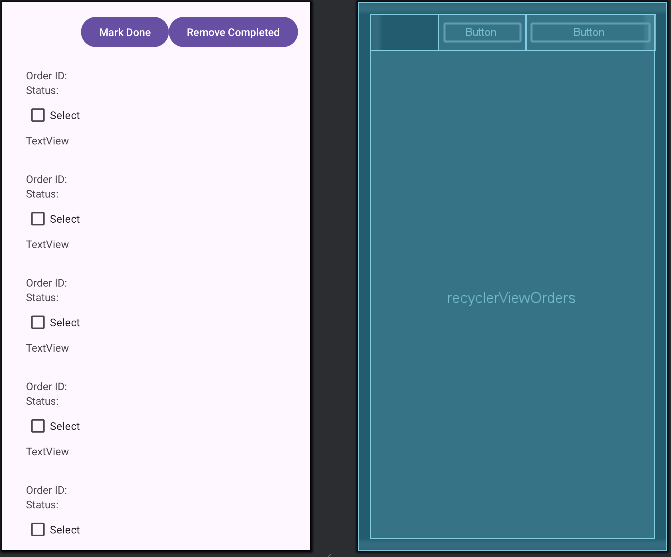 Mark Done Remove Completed
Order ID:
Status:
Select
TextView
Order ID:
Status:
Select
TextView
Order ID:
Status:
Select
TextView
Order ID:
Status:
Select
TextView
Order ID:
Status:
Select
Button Button
recyclerViewOrders